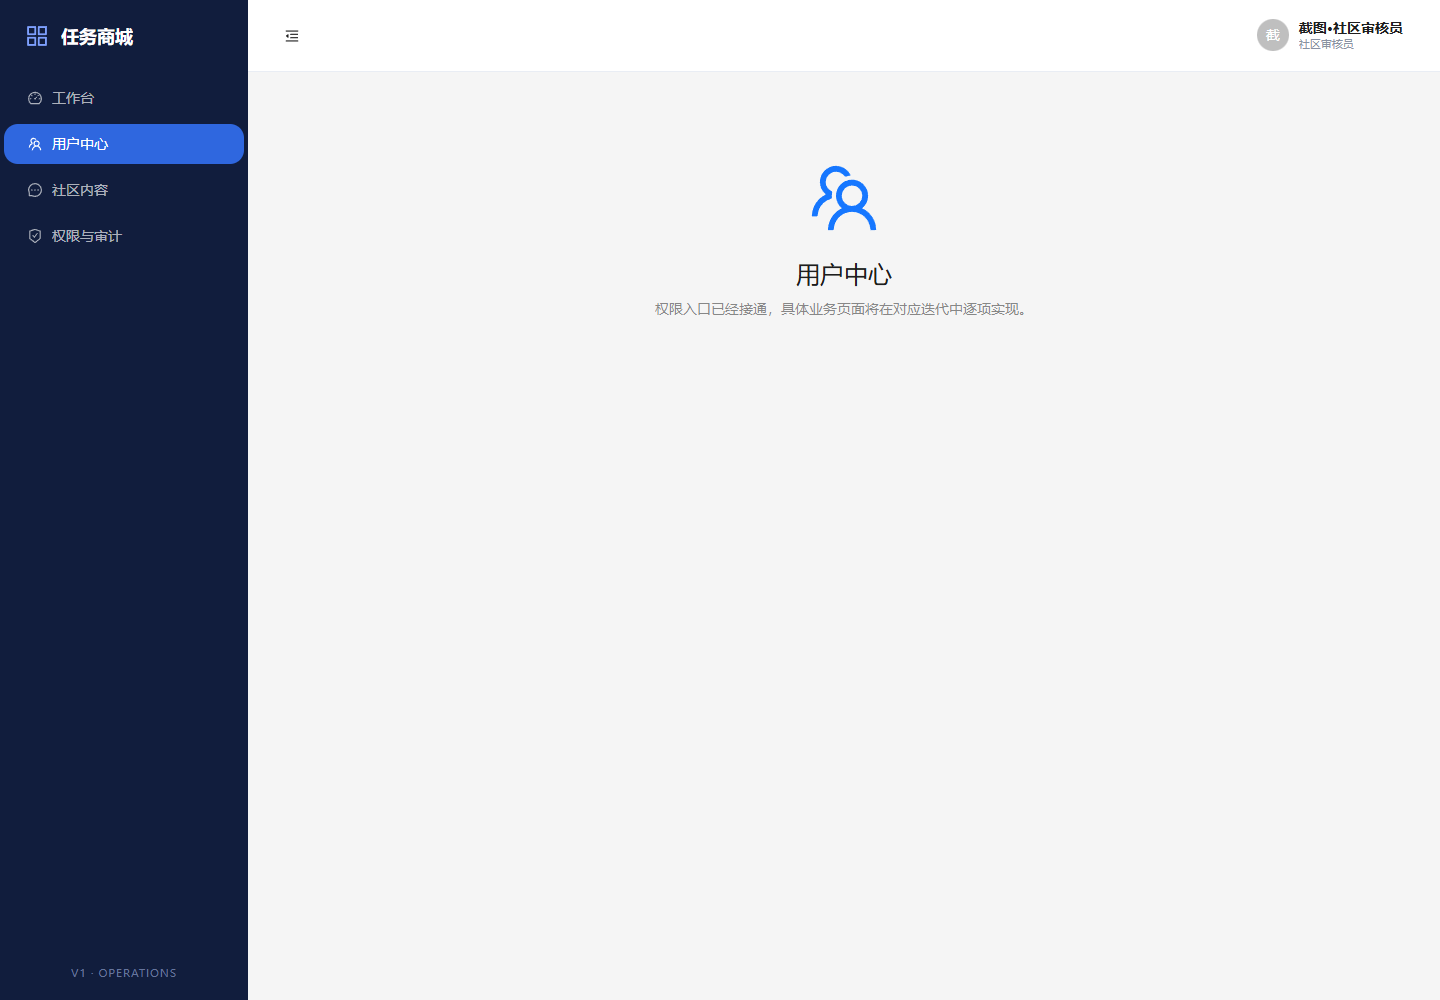 任务商城
工作台
用户中心
社区内容
权限与审计
V1 · OPERATIONS
截
截图•社区审核员
社区审核员
用户中心
权限入口已经接通，具体业务页面将在对应迭代中逐项实现。